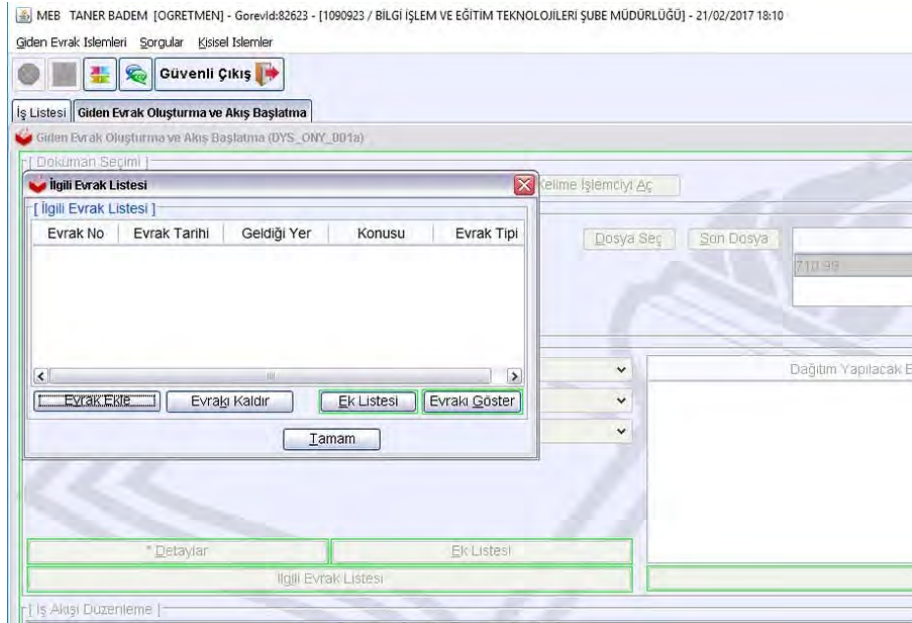 MEB TANER BADEM [OGRETMEN] - GorevId:82623 - [1090923 / BİLGİ İŞLEM VE EĞİTİM TEKNOLOJİLERİ ŞUBE MÜDÜRLÜĞÜ] - 21/02/2017 18:10
Giden Evrak Islemleri Sorgular Kisisel Islemler
Güvenli Çıkış
İş Listesi Giden Evrak Oluşturma ve Akış Başlatma
Giden Evrak Oluşturma ve Akış Başlatma (DYS_ONY_001a)
[ Doküman Seçimi ]
İlgili Evrak Listesi
Kelime İşlemciyi Aç
[ İlgili Evrak Listesi ]
Evrak No Evrak Tarihi Geldiği Yer Konusu Evrak Tipi
Dosya Seç Son Dosya
710.99
Dağıtım Yapılacak E
Evrak Ekle Evrakı Kaldır Ek Listesi Evrakı Göster
Tamam
* Detaylar Ek Listesi
İlgili Evrak Listesi
[ İş Akışı Düzenleme ]